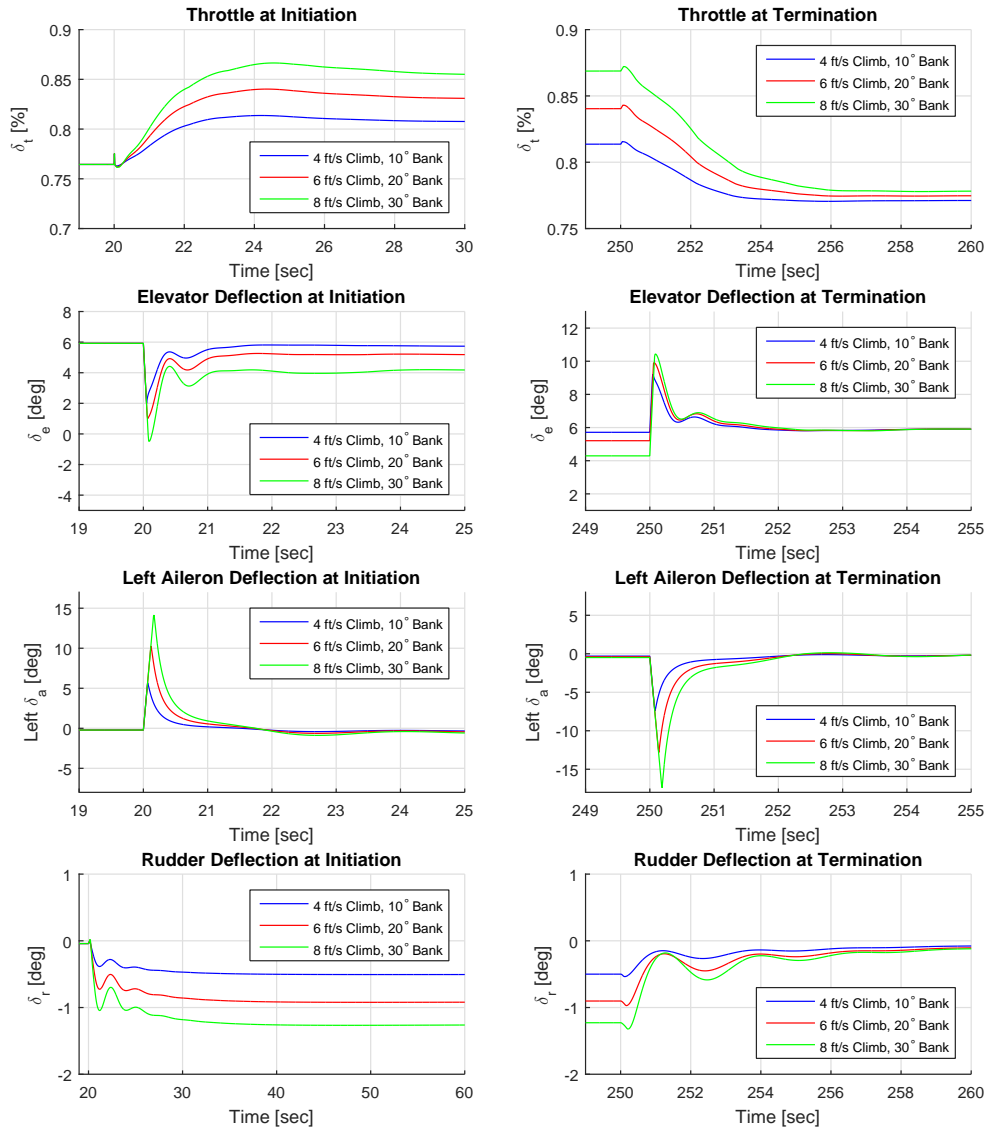 Throttle at Initiation
δt [%]
0.9
0.85
0.8
0.75
0.7
4 ft/s Climb, 10° Bank
6 ft/s Climb, 20° Bank
8 ft/s Climb, 30° Bank
20 22 24 26 28 30
Time [sec]
Throttle at Termination
δt [%]
0.9
0.85
0.8
0.75
4 ft/s Climb, 10° Bank
6 ft/s Climb, 20° Bank
8 ft/s Climb, 30° Bank
250 252 254 256 258 260
Time [sec]
Elevator Deflection at Initiation
δe [deg]
8
6
4
2
0
-2
-4
4 ft/s Climb, 10° Bank
6 ft/s Climb, 20° Bank
8 ft/s Climb, 30° Bank
19 20 21 22 23 24 25
Time [sec]
Elevator Deflection at Termination
δe [deg]
12
10
8
6
4
2
4 ft/s Climb, 10° Bank
6 ft/s Climb, 20° Bank
8 ft/s Climb, 30° Bank
249 250 251 252 253 254 255
Time [sec]
Left Aileron Deflection at Initiation
Left δa [deg]
15
10
5
0
-5
4 ft/s Climb, 10° Bank
6 ft/s Climb, 20° Bank
8 ft/s Climb, 30° Bank
19 20 21 22 23 24 25
Time [sec]
Left Aileron Deflection at Termination
Left δa [deg]
5
0
-5
-10
-15
4 ft/s Climb, 10° Bank
6 ft/s Climb, 20° Bank
8 ft/s Climb, 30° Bank
249 250 251 252 253 254 255
Time [sec]
Rudder Deflection at Initiation
δr [deg]
1
0
-1
-2
4 ft/s Climb, 10° Bank
6 ft/s Climb, 20° Bank
8 ft/s Climb, 30° Bank
20 30 40 50 60
Time [sec]
Rudder Deflection at Termination
δr [deg]
1
0
-1
-2
4 ft/s Climb, 10° Bank
6 ft/s Climb, 20° Bank
8 ft/s Climb, 30° Bank
250 252 254 256 258 260
Time [sec]